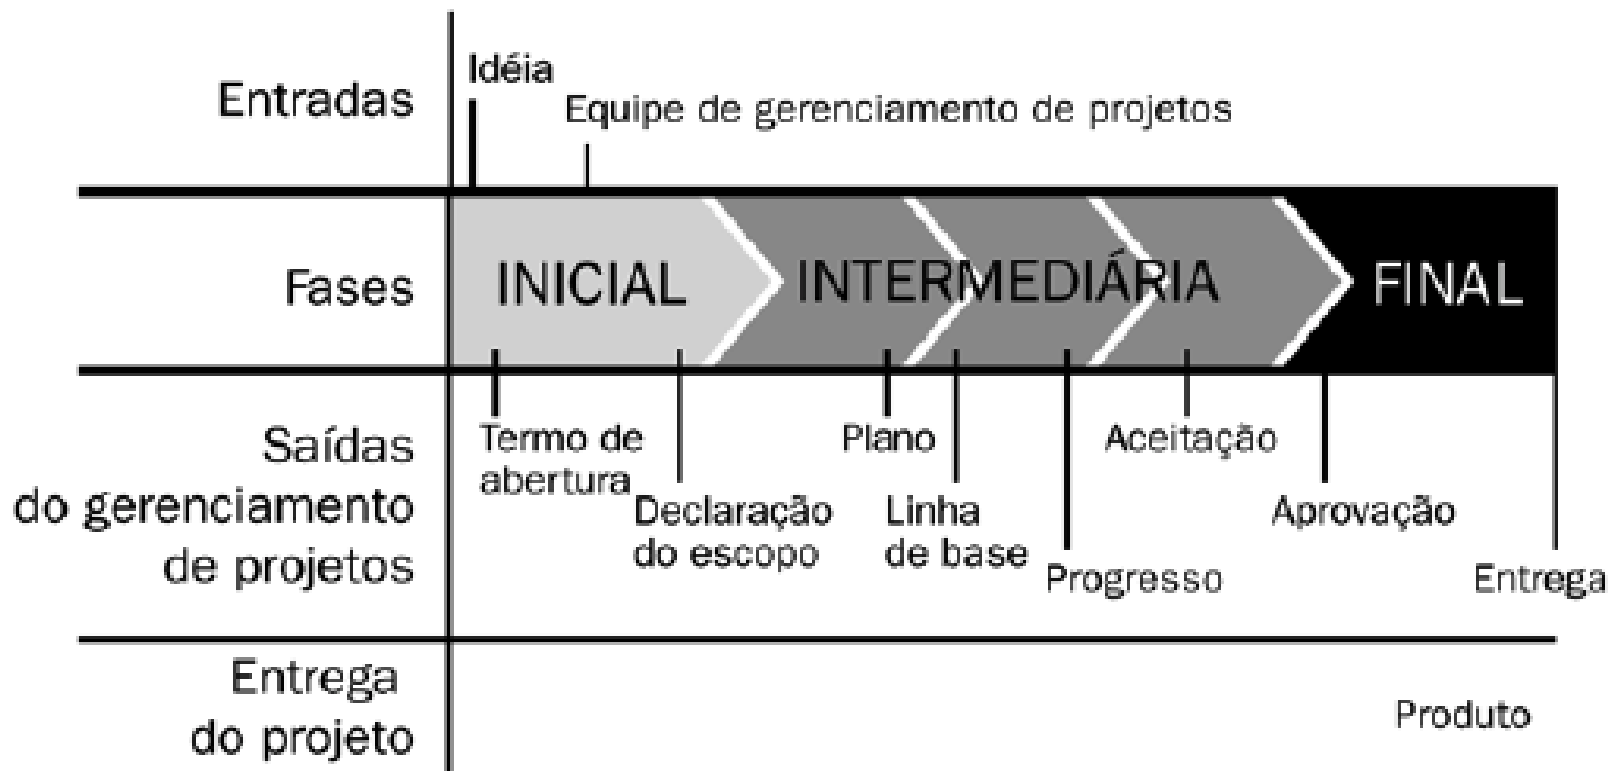 Entradas
Idéia
Equipe de gerenciamento de projetos
Fases
INICIAL
INTERMEDIÁRIA
FINAL
Saídas
do gerenciamento
de projetos
Termo de
abertura
Declaração
do escopo
Plano
Linha
de base
Progresso
Aceitação
Aprovação
Entrega
Entrega
do projeto
Produto